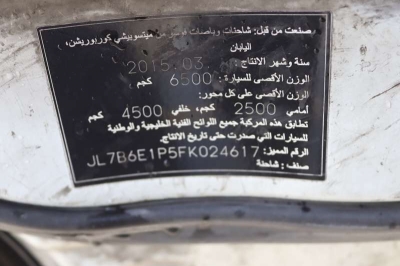 صنعت من قبل: شاحنات وباصات فوسو من ميتسوبيشي كوربوريشن،
اليابان
سنة وشهر الانتاج: 2015.03
الوزن الأقصى للسيارة : 6500 كجم
الوزن الأقصى على كل محور:
أمامي 2500 كجم، خلفي 4500 كجم
تطابق هذه المركبة جميع اللوائح الفنية الخليجية والوطنية
للسيارات التي صدرت حتى تاريخ الانتاج.
الرقم المميز: JL7B6E1P5FK024617
صنف : شاحنة